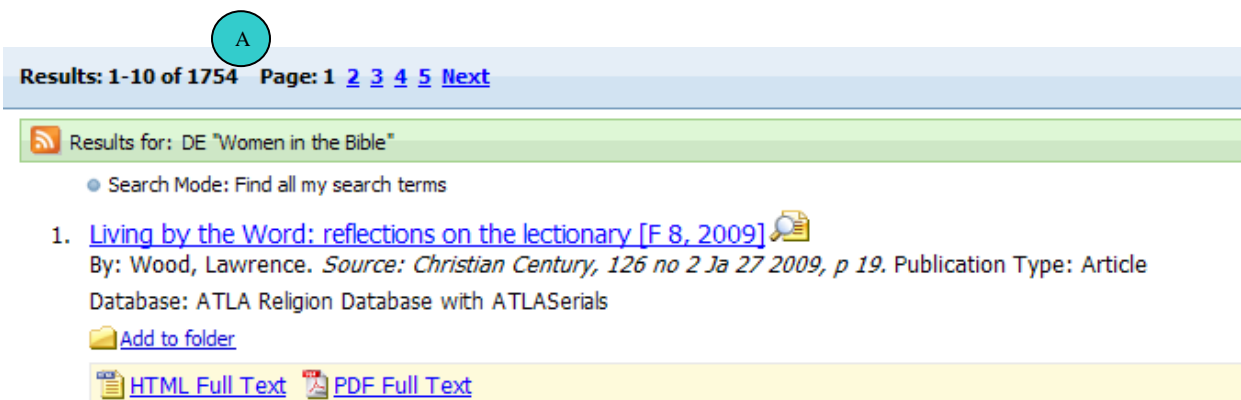 A
Results: 1-10 of 1754 Page: 1 2 3 4 5 Next
Results for: DE "Women in the Bible"
Search Mode: Find all my search terms
1. Living by the Word: reflections on the lectionary [F 8, 2009]
By: Wood, Lawrence. Source: Christian Century, 126 no 2 Ja 27 2009, p 19. Publication Type: Article
Database: ATLA Religion Database with ATLASerials
Add to folder
HTML Full Text PDF Full Text